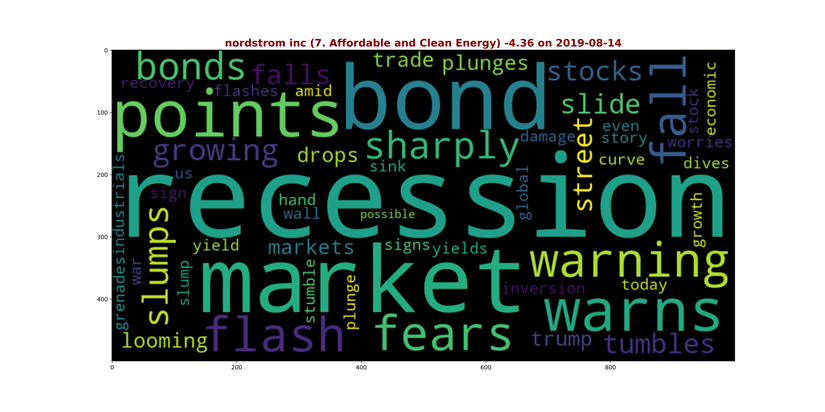 nordstrom inc (7. Affordable and Clean Energy) -4.36 on 2019-08-14
0
100
200
300
400
0
200
400
600
800
bonds
falls
trade
plunges
stocks
recovery
flashes
amid
points
bond
slide
fall
stock
economic
growing
drops
sharply
damage
street
even
story
worries
curve
dives
us
sink
sign
recession
hand
wall
possible
global
growth
industrials
grenades
war
slumps
slump
yield
markets
signs
yields
warning
market
stumble
plunge
inversion
today
warns
looming
flash
fears
trump
tumbles